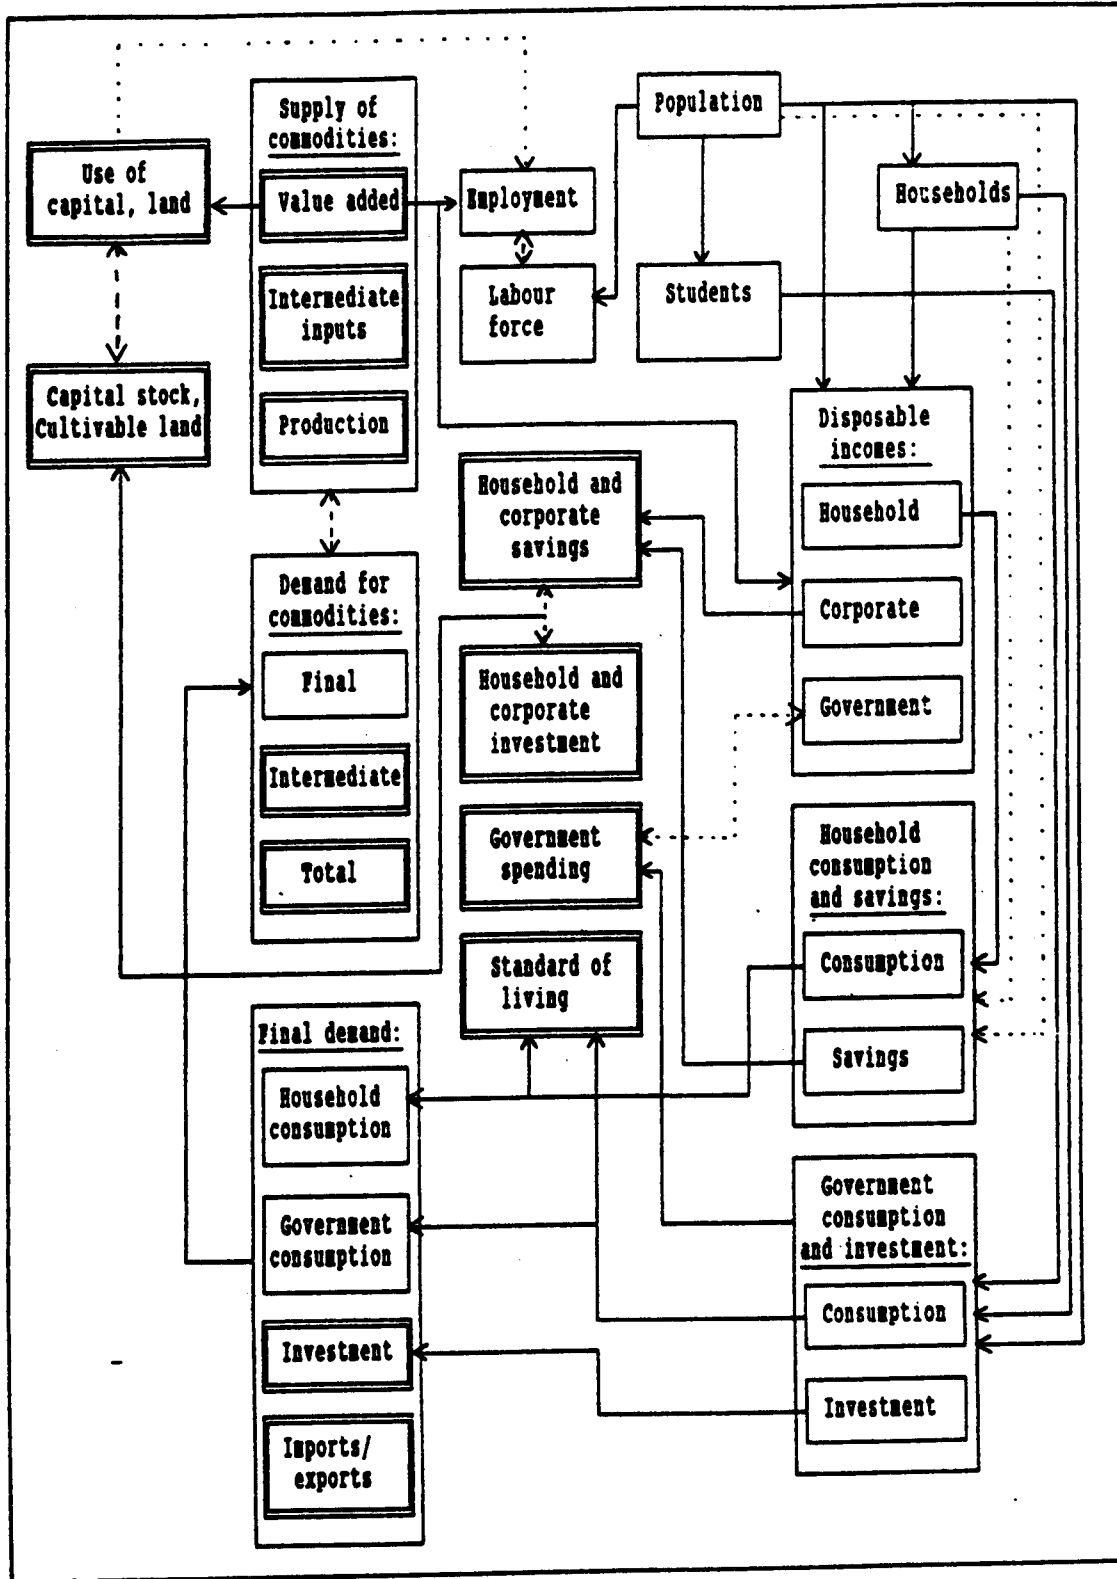 Supply of
commodities:
Value added
Intermediate
inputs
Production
Use of
capital, land
Capital stock,
Cultivable land
Population
Employment
Labour
force
Students
Households
Disposable
incomes:
Household
Corporate
Government
Household and
corporate
savings
Household and
corporate
investment
Government
spending
Standard of
living
Demand for
commodities:
Final
Intermediate
Total
Household
consumption
and savings:
Consumption
Savings
Final demand:
Household
consumption
Government
consumption
Investment
Imports/
exports
Government
consumption
and investment:
Consumption
Investment